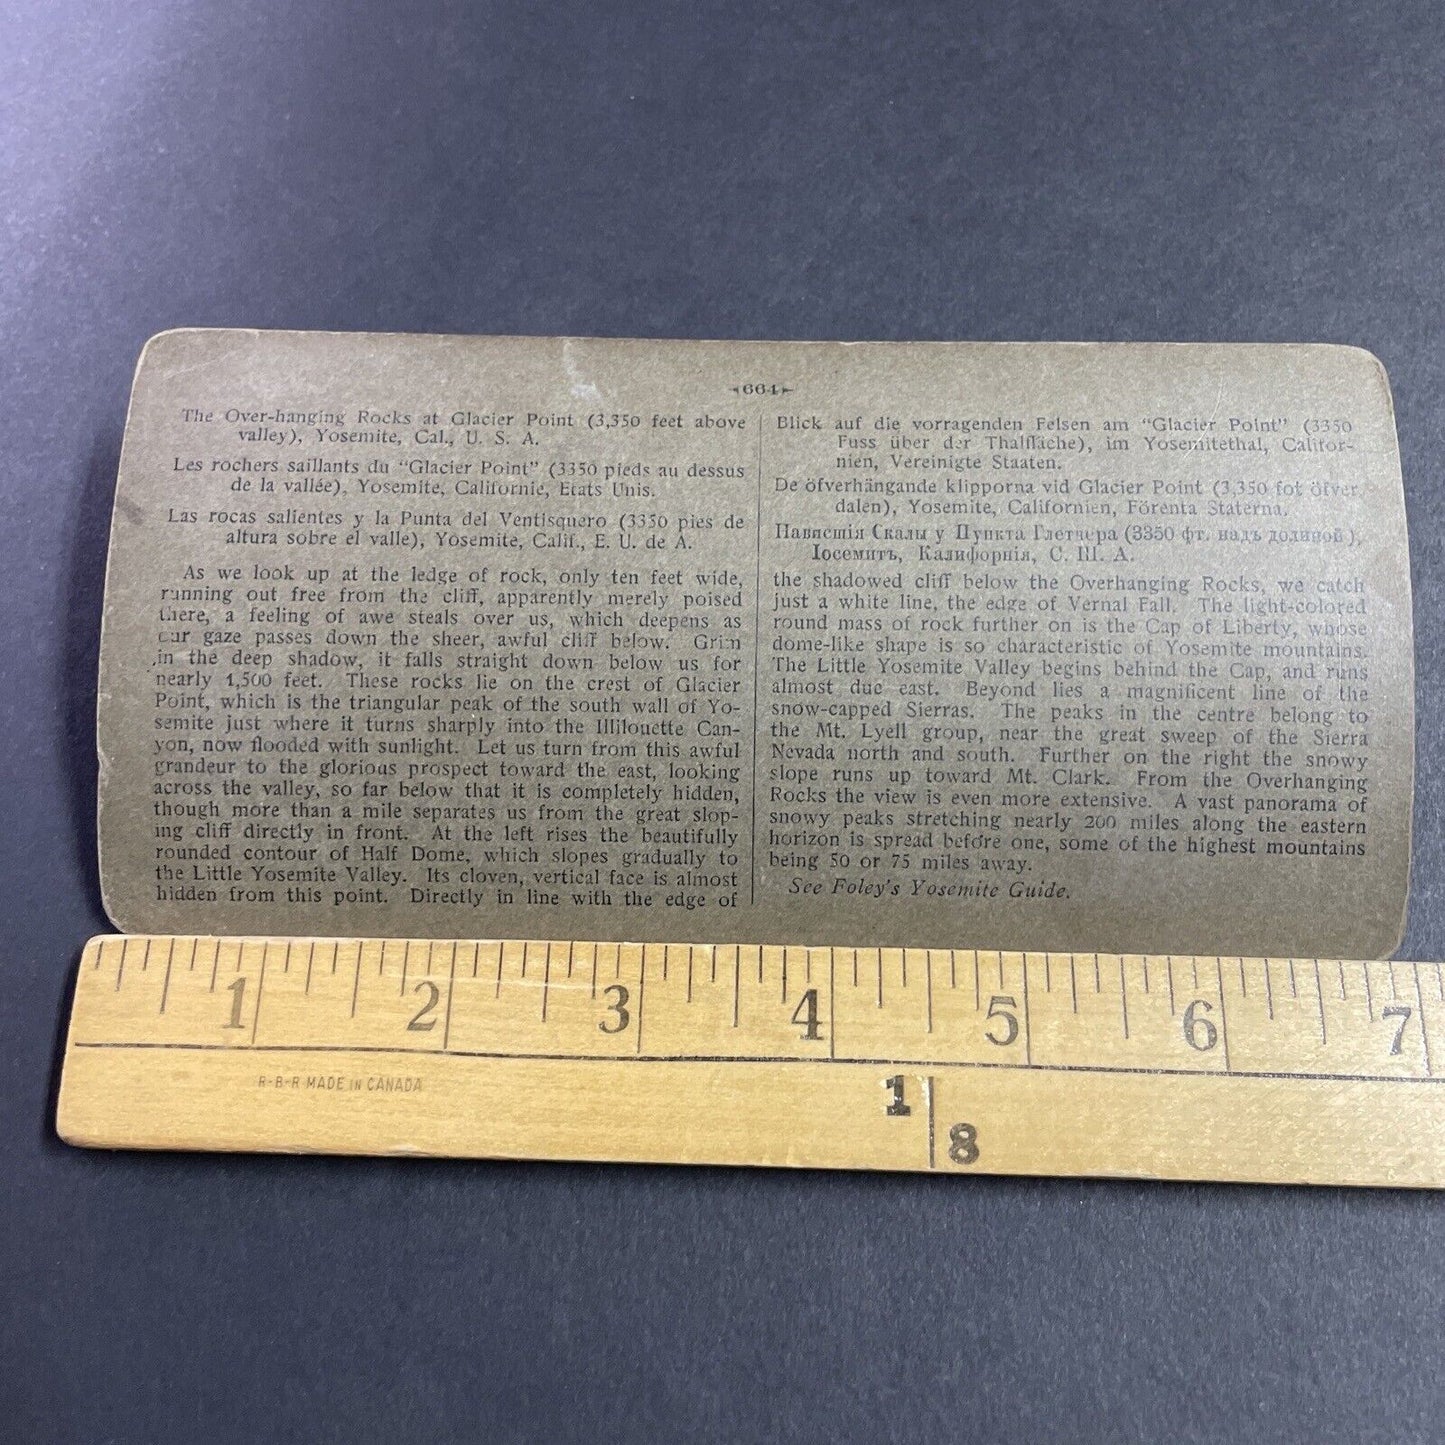 664
The Over-hanging Rocks at Glacier Point (3,350 feet above
valley), Yosemite, Cal., U. S. A.
Les rochers saillants du "Glacier Point" (3350 pieds au dessus
de la vallée), Yosemite, Californie, Etats Unis.
Las rocas salientes y la Punta del Ventisquero (3350 pies de
altura sobre el valle), Yosemite, Calif., E. U. de A.
As we look up at the ledge of rock, only ten feet wide,
running out free from the cliff, apparently merely poised
there, a feeling of awe steals over us, which deepens as
our gaze passes down the sheer, awful cliff below. Grim
in the deep shadow, it falls straight down below us for
nearly 1,500 feet. These rocks lie on the crest of Glacier
Point, which is the triangular peak of the south wall of Yo-
semite just where it turns sharply into the Illilouette Can-
yon, now flooded with sunlight. Let us turn from this awful
grandeur to the glorious prospect toward the east, looking
across the valley, so far below that it is completely hidden,
though more than a mile separates us from the great slop-
ing cliff directly in front. At the left rises the beautifully
rounded contour of Half Dome, which slopes gradually to
the Little Yosemite Valley. Its cloven, vertical face is almost
hidden from this point. Directly in line with the edge of
Blick auf die vorragenden Felsen am "Glacier Point" (3350
Fuss über der Thalfläche), im Yosemitethal, Califor-
nien, Vereinigte Staaten.
De öfverhängande klipporna vid Glacier Point (3,350 fot öfver
dalen), Yosemite, Californien, Förenta Staterna.
Нависшія Скалы у Пункта Глетчера (3350 фт. надъ долиной),
Іосемитъ, Калифорнія, С. Ш. А.
the shadowed cliff below the Overhanging Rocks, we catch
just a white line, the edge of Vernal Fall. The light-colored
round mass of rock further on is the Cap of Liberty, whose
dome-like shape is so characteristic of Yosemite mountains.
The Little Yosemite Valley begins behind the Cap, and runs
almost due east. Beyond lies a magnificent line of the
snow-capped Sierras. The peaks in the centre belong to
the Mt. Lyell group, near the great sweep of the Sierra
Nevada north and south. Further on the right the snowy
slope runs up toward Mt. Clark. From the Overhanging
Rocks the view is even more extensive. A vast panorama of
snowy peaks stretching nearly 200 miles along the eastern
horizon is spread before one, some of the highest mountains
being 50 or 75 miles away.
See Foley's Yosemite Guide.
1 2 3 4 5 6 7
R-B-R MADE IN CANADA
1
8